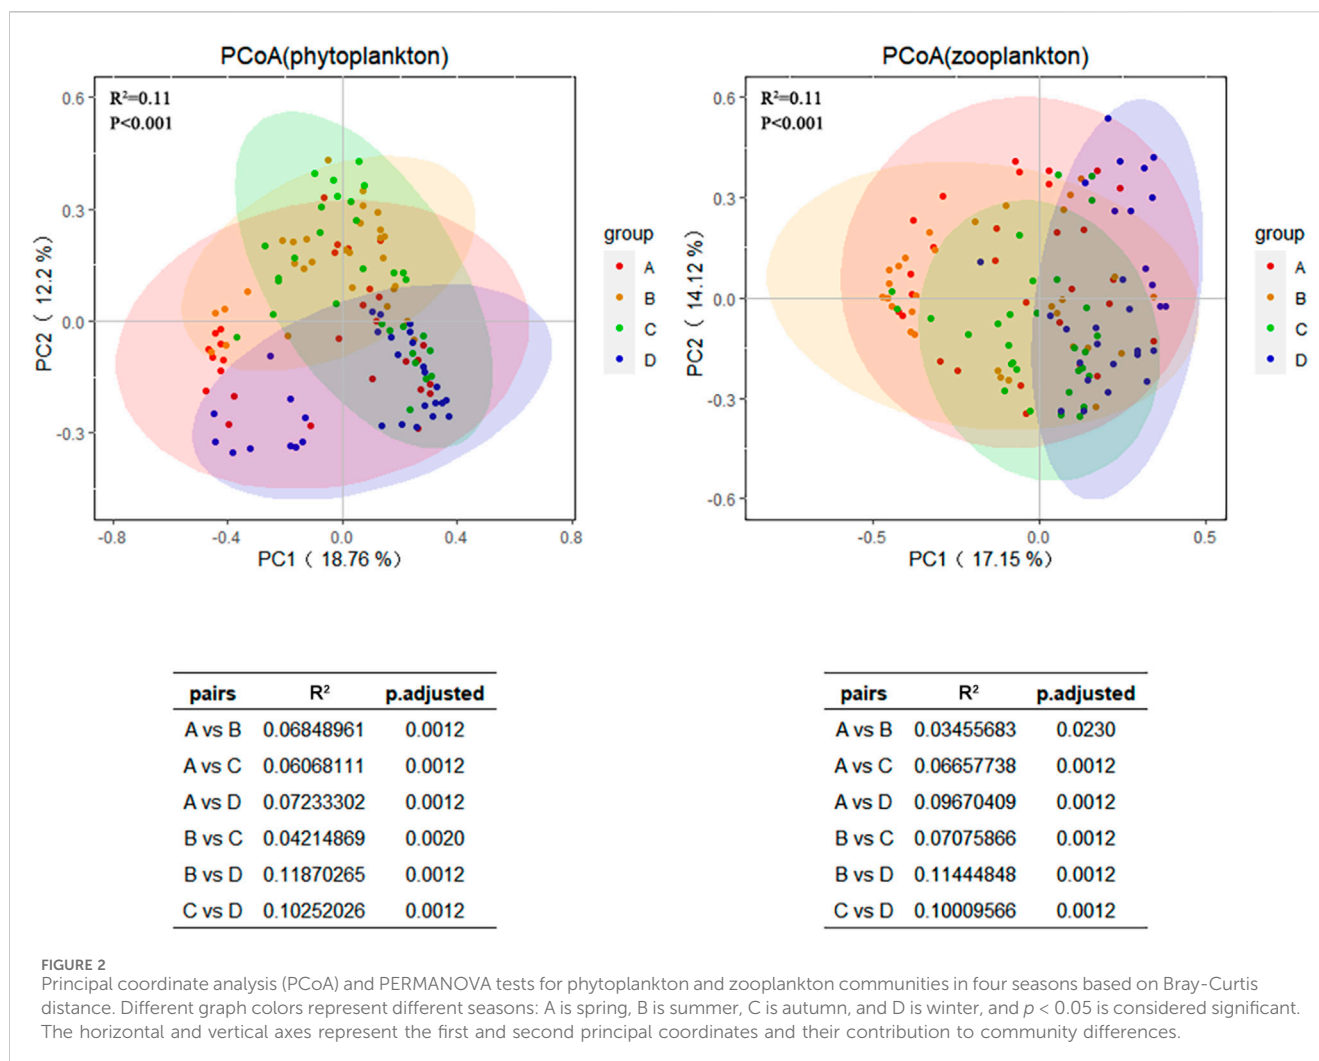 PCoA(phytoplankton)
R²=0.11
P<0.001
0.6
0.3
0.0
-0.3
PC2 ( 12.2 %)
-0.8
-0.4
0.0
0.4
0.8
PC1 ( 18.76 %)
group
A
B
C
D
PCoA(zooplankton)
R²=0.11
P<0.001
0.6
0.3
0.0
-0.3
-0.6
PC2 ( 14.12 %)
-0.5
0.0
0.5
PC1 ( 17.15 %)
group
A
B
C
D
pairs R² p.adjusted
A vs B 0.06848961 0.0012
A vs C 0.06068111 0.0012
A vs D 0.07233302 0.0012
B vs C 0.04214869 0.0020
B vs D 0.11870265 0.0012
C vs D 0.10252026 0.0012
pairs R² p.adjusted
A vs B 0.03455683 0.0230
A vs C 0.06657738 0.0012
A vs D 0.09670409 0.0012
B vs C 0.07075866 0.0012
B vs D 0.11444848 0.0012
C vs D 0.10009566 0.0012
FIGURE 2
Principal coordinate analysis (PCoA) and PERMANOVA tests for phytoplankton and zooplankton communities in four seasons based on Bray-Curtis
distance. Different graph colors represent different seasons: A is spring, B is summer, C is autumn, and D is winter, and p < 0.05 is considered significant.
The horizontal and vertical axes represent the first and second principal coordinates and their contribution to community differences.